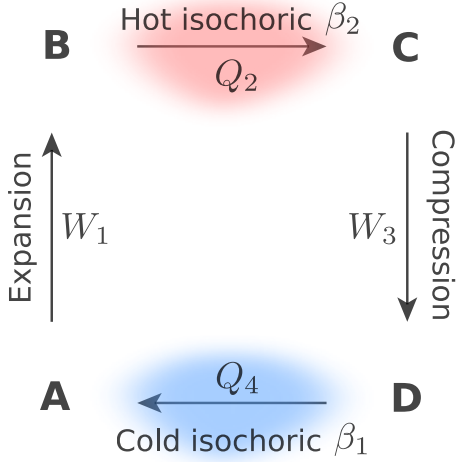 Hot isochoric β₂
B
C
Q₂
Expansion
W₁
W₃
Compression
Q₄
A
D
Cold isochoric β₁